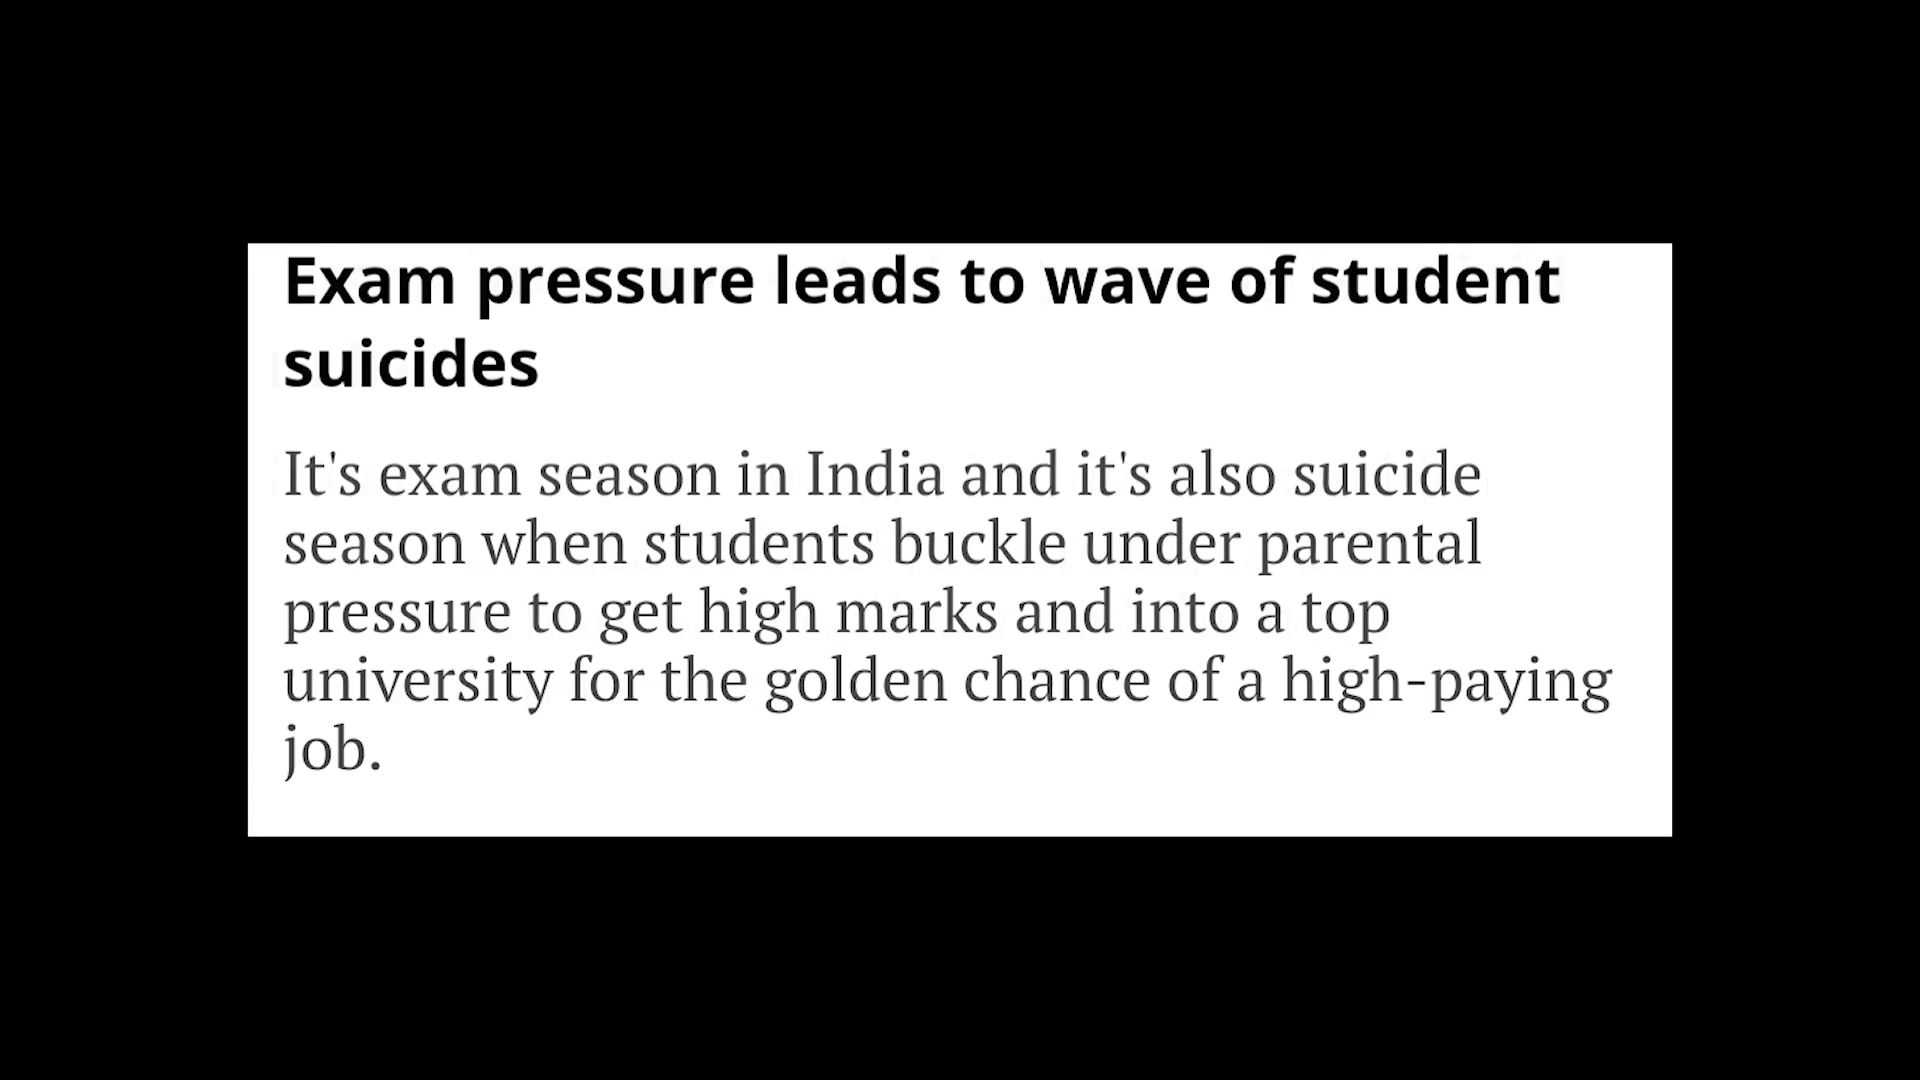 Exam pressure leads to wave of student
suicides
It's exam season in India and it's also suicide
season when students buckle under parental
pressure to get high marks and into a top
university for the golden chance of a high-paying
job.